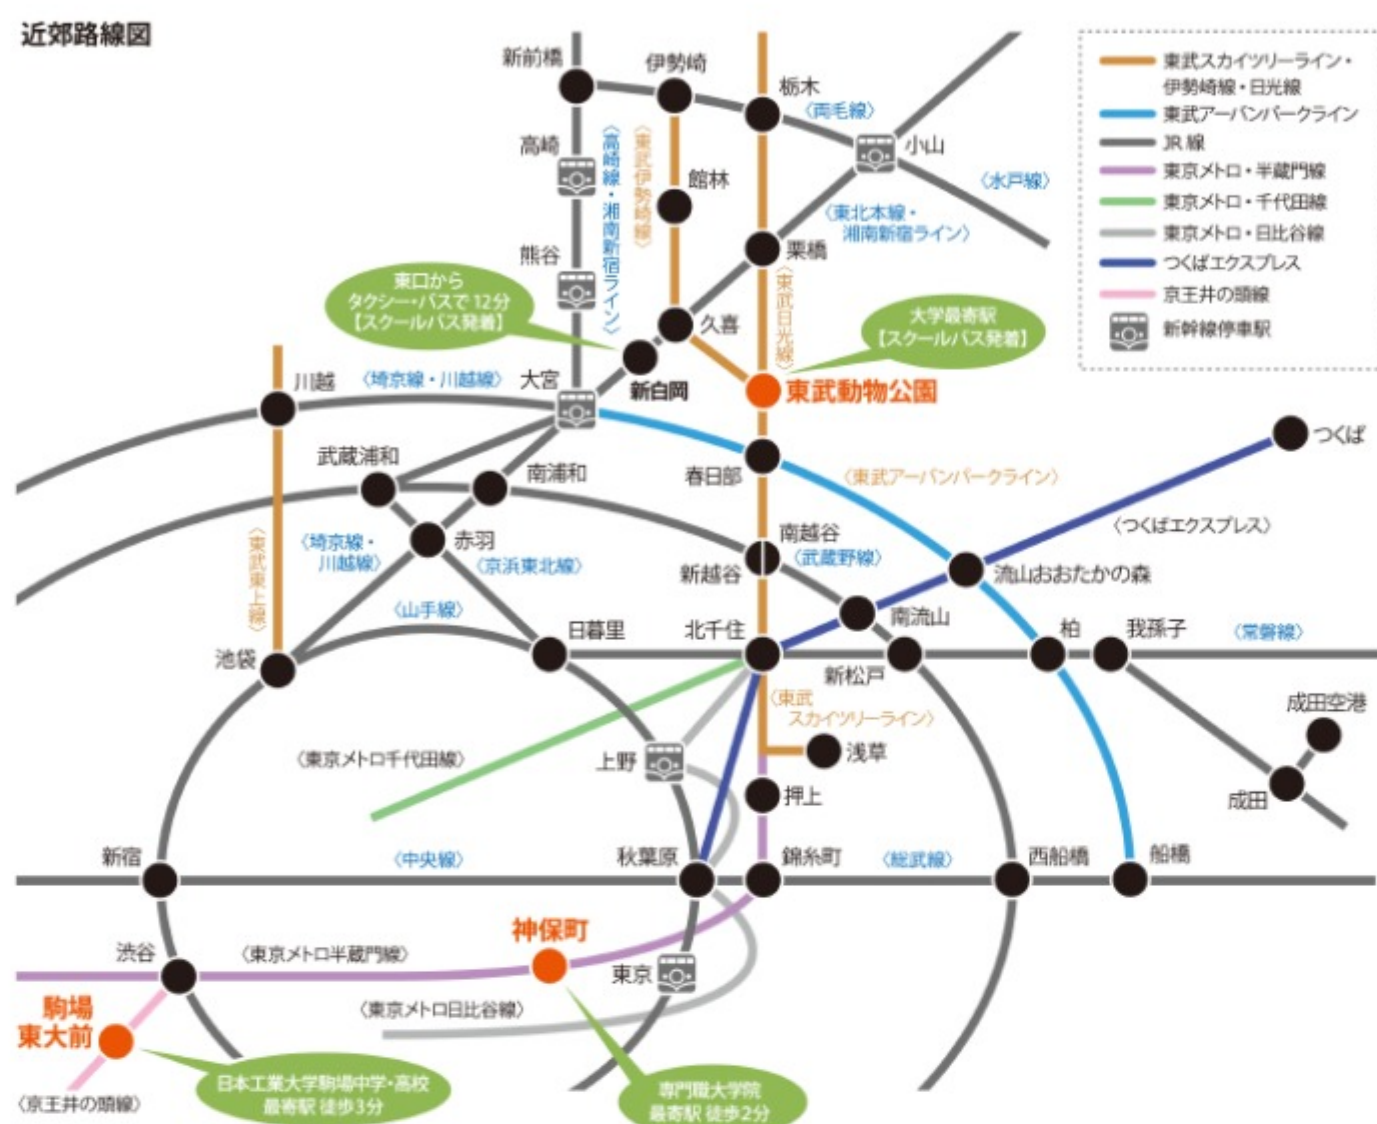 近郊路線図
東武スカイツリーライン・
伊勢崎線・日光線
東武アーバンパークライン
JR線
東京メトロ・半蔵門線
東京メトロ・千代田線
東京メトロ・日比谷線
つくばエクスプレス
京王井の頭線
新幹線停車駅
新前橋
伊勢崎
栃木
〈両毛線〉
小山
〈水戸線〉
高崎
〈高崎線・湘南新宿ライン〉
〈東武伊勢崎線〉
館林
〈東北本線・
湘南新宿ライン〉
栗橋
熊谷
東口から
タクシー・バスで12分
【スクールバス発着】
久喜
〈東武日光線〉
大学最寄駅
【スクールバス発着】
新白岡
東武動物公園
川越
〈埼京線・川越線〉
大宮
つくば
武蔵浦和
南浦和
春日部
〈東武アーバンパークライン〉
〈つくばエクスプレス〉
〈東武東上線〉
〈埼京線・
川越線〉
赤羽
〈京浜東北線〉
南越谷
新越谷
〈武蔵野線〉
流山おおたかの森
〈山手線〉
池袋
日暮里
北千住
南流山
新松戸
柏
我孫子
〈常磐線〉
〈東武
スカイツリーライン〉
成田空港
〈東京メトロ千代田線〉
上野
浅草
押上
成田
新宿
〈中央線〉
秋葉原
錦糸町
〈総武線〉
西船橋
船橋
渋谷
〈東京メトロ半蔵門線〉
神保町
東京
駒場
東大前
〈東京メトロ日比谷線〉
日本工業大学駒場中学・高校
最寄駅 徒歩3分
専門職大学院
最寄駅 徒歩2分
〈京王井の頭線〉